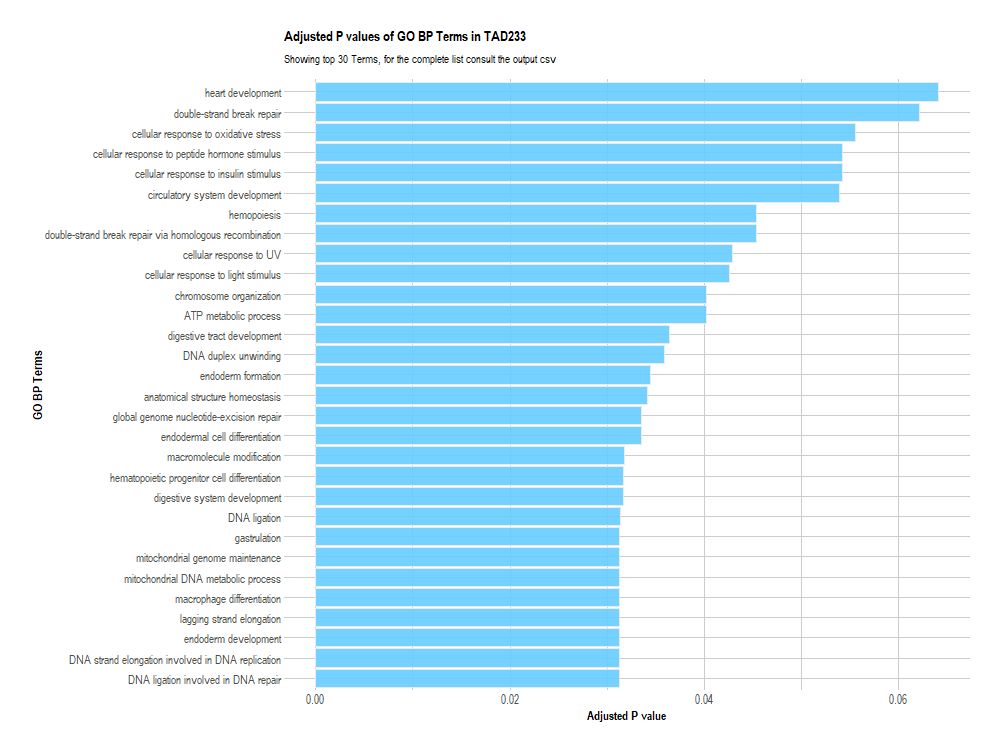 Adjusted P values of GO BP Terms in TAD233
Showing top 30 Terms, for the complete list consult the output csv
GO BP Terms
heart development
double-strand break repair
cellular response to oxidative stress
cellular response to peptide hormone stimulus
cellular response to insulin stimulus
circulatory system development
hemopoiesis
double-strand break repair via homologous recombination
cellular response to UV
cellular response to light stimulus
chromosome organization
ATP metabolic process
digestive tract development
DNA duplex unwinding
endoderm formation
anatomical structure homeostasis
global genome nucleotide-excision repair
endodermal cell differentiation
macromolecule modification
hematopoietic progenitor cell differentiation
digestive system development
DNA ligation
gastrulation
mitochondrial genome maintenance
mitochondrial DNA metabolic process
macrophage differentiation
lagging strand elongation
endoderm development
DNA strand elongation involved in DNA replication
DNA ligation involved in DNA repair
0.00 0.02 0.04 0.06
Adjusted P value